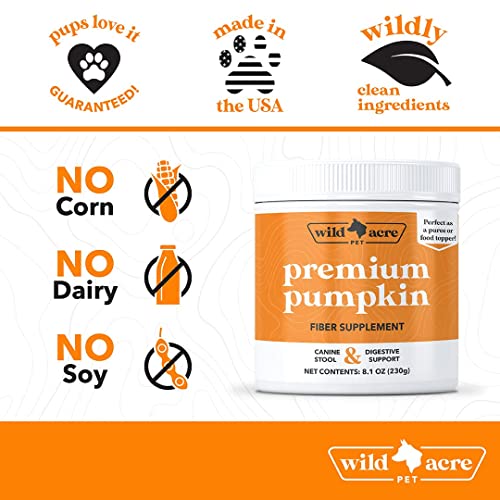 pups love it
GUARANTEED!
made in
the USA
wildly
clean
ingredients
NO
Corn
NO
Dairy
NO
Soy
wild acre
PET
Perfect as
a puree or
food topper!
premium
pumpkin
FIBER SUPPLEMENT
CANINE
STOOL
&
DIGESTIVE
SUPPORT
NET CONTENTS: 8.1 OZ (230g)
wild acre
PET